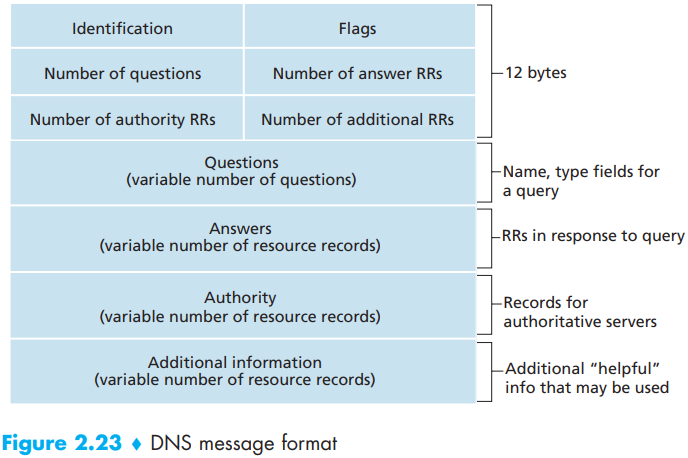 Identification
Flags
12 bytes
Number of questions
Number of answer RRs
Number of authority RRs
Number of additional RRs
Questions
(variable number of questions)
Name, type fields for
a query
Answers
(variable number of resource records)
RRs in response to query
Authority
(variable number of resource records)
Records for
authoritative servers
Additional information
(variable number of resource records)
Additional “helpful”
info that may be used
Figure 2.23 ♦ DNS message format